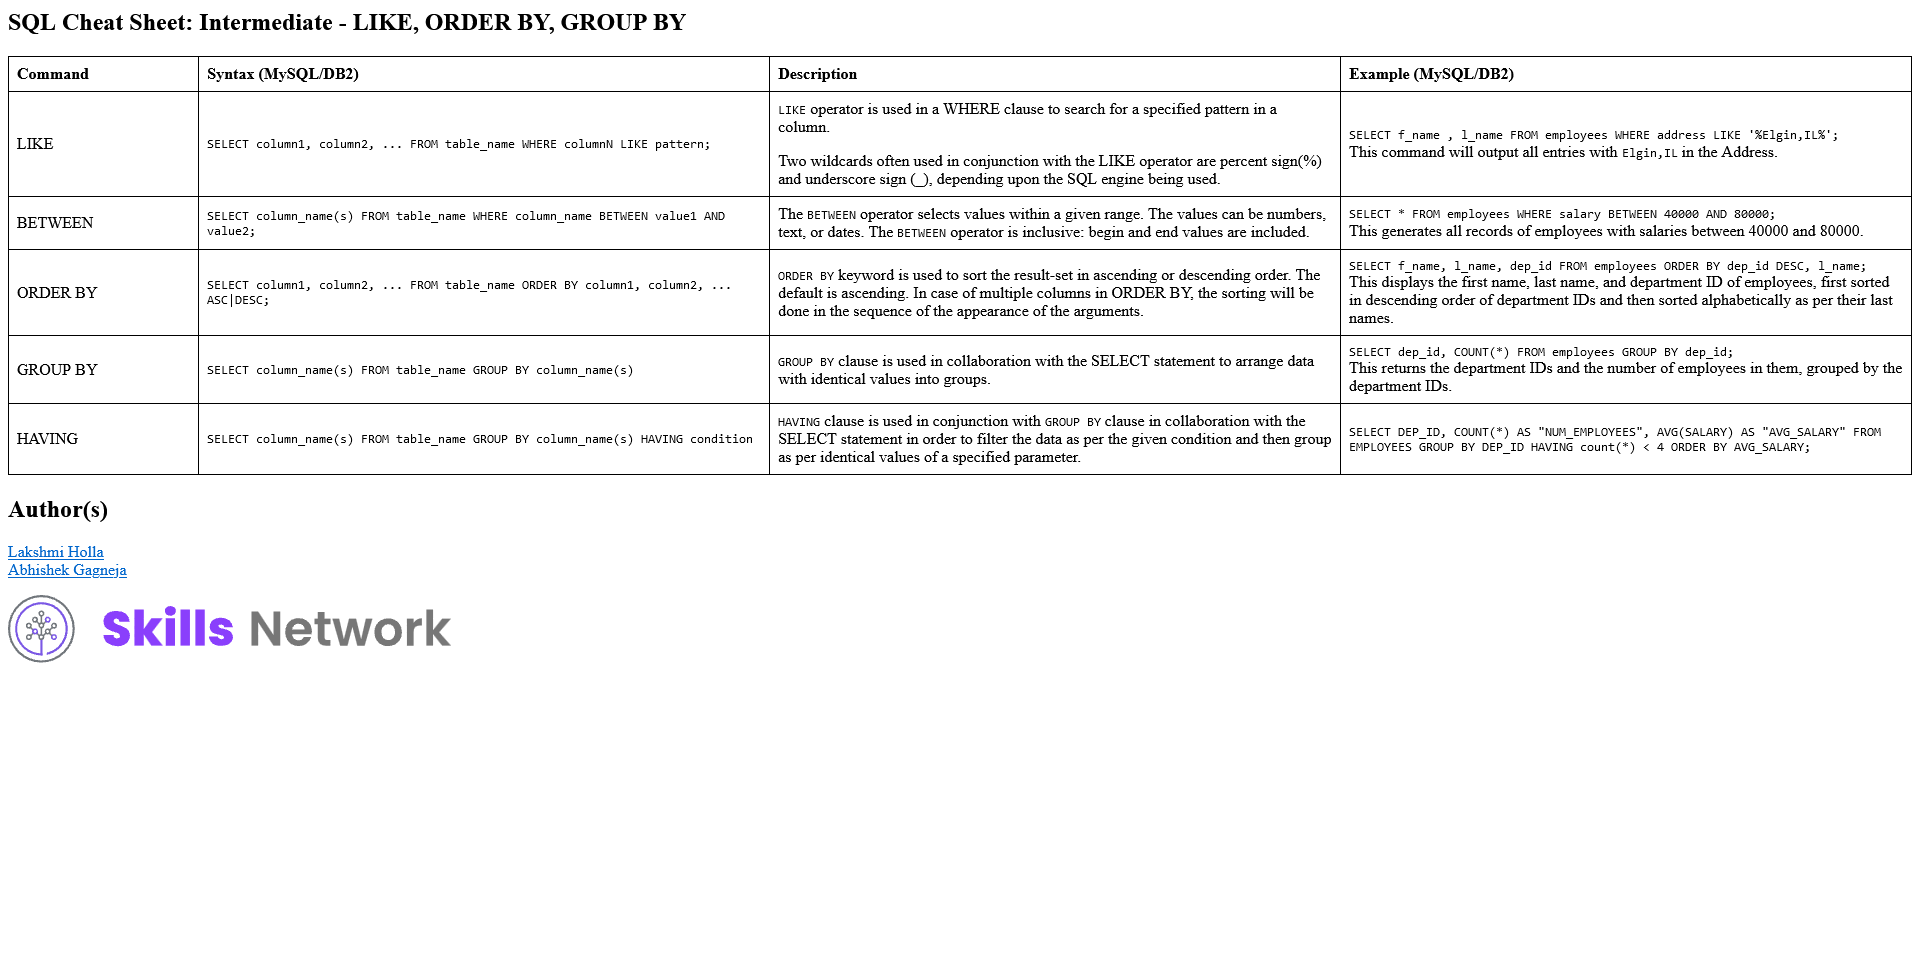 SQL Cheat Sheet: Intermediate - LIKE, ORDER BY, GROUP BY
Command
Syntax (MySQL/DB2)
Description
Example (MySQL/DB2)
LIKE
SELECT column1, column2, ... FROM table_name WHERE columnN LIKE pattern;
LIKE operator is used in a WHERE clause to search for a specified pattern in a
column.
Two wildcards often used in conjunction with the LIKE operator are percent sign(%)
and underscore sign (_), depending upon the SQL engine being used.
SELECT f_name , l_name FROM employees WHERE address LIKE '%Elgin,IL%';
This command will output all entries with Elgin,IL in the Address.
BETWEEN
SELECT column_name(s) FROM table_name WHERE column_name BETWEEN value1 AND
value2;
The BETWEEN operator selects values within a given range. The values can be numbers,
text, or dates. The BETWEEN operator is inclusive: begin and end values are included.
SELECT * FROM employees WHERE salary BETWEEN 40000 AND 80000;
This generates all records of employees with salaries between 40000 and 80000.
ORDER BY
SELECT column1, column2, ... FROM table_name ORDER BY column1, column2, ...
ASC|DESC;
ORDER BY keyword is used to sort the result-set in ascending or descending order. The
default is ascending. In case of multiple columns in ORDER BY, the sorting will be
done in the sequence of the appearance of the arguments.
SELECT f_name, l_name, dep_id FROM employees ORDER BY dep_id DESC, l_name;
This displays the first name, last name, and department ID of employees, first sorted
in descending order of department IDs and then sorted alphabetically as per their last
names.
GROUP BY
SELECT column_name(s) FROM table_name GROUP BY column_name(s)
GROUP BY clause is used in collaboration with the SELECT statement to arrange data
with identical values into groups.
SELECT dep_id, COUNT(*) FROM employees GROUP BY dep_id;
This returns the department IDs and the number of employees in them, grouped by the
department IDs.
HAVING
SELECT column_name(s) FROM table_name GROUP BY column_name(s) HAVING condition
HAVING clause is used in conjunction with GROUP BY clause in collaboration with the
SELECT statement in order to filter the data as per the given condition and then group
as per identical values of a specified parameter.
SELECT DEP_ID, COUNT(*) AS "NUM_EMPLOYEES", AVG(SALARY) AS "AVG_SALARY" FROM
EMPLOYEES GROUP BY DEP_ID HAVING count(*) < 4 ORDER BY AVG_SALARY;
Author(s)
Lakshmi Holla
Abhishek Gagneja
Skills Network